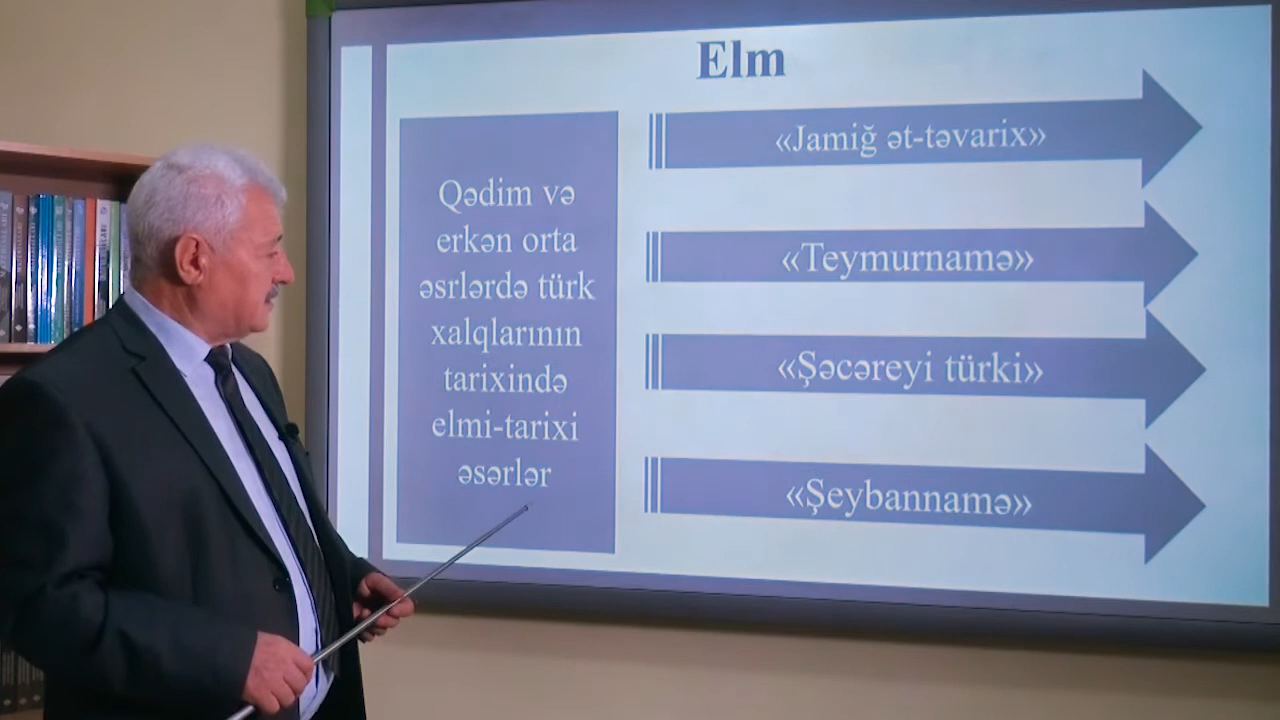 Elm
Qədim və
erkən orta
əsrlərdə türk
xalqlarının
tarixində
elmi-tarixi
əsərlər
«Jamiğ ət-təvarix»
«Teymurnamə»
«Şəcəreyi türki»
«Şeybannamə»